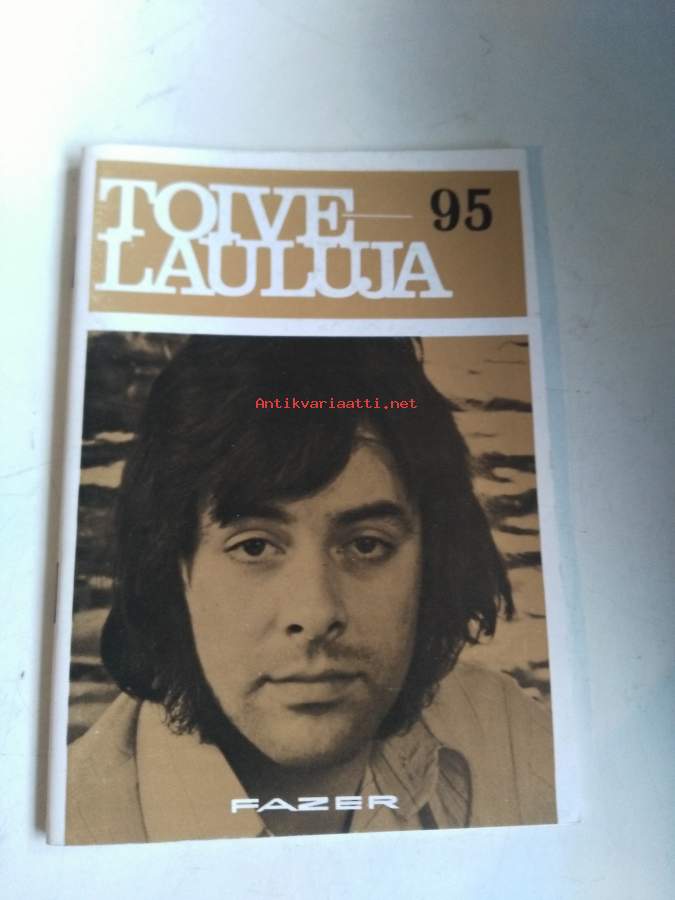 TOIVE— 95
LAULUJA
Antikvariaatti.net
FAZER